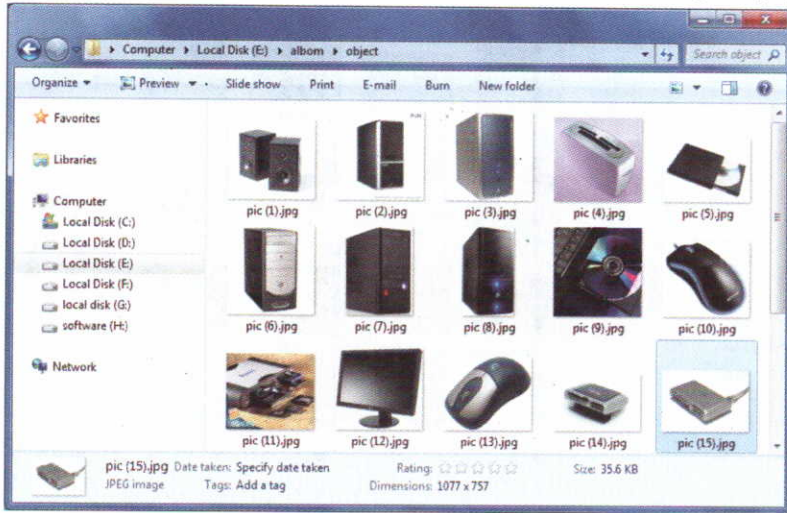 Computer ▸ Local Disk (E:) ▸ albom ▸ object
Search object
Organize Preview Slide show Print E-mail Burn New folder
Favorites
Libraries
Computer
Local Disk (C:)
Local Disk (D:)
Local Disk (E:)
Local Disk (F:)
local disk (G:)
software (H:)
Network
pic (1).jpg pic (2).jpg pic (3).jpg pic (4).jpg pic (5).jpg
pic (6).jpg pic (7).jpg pic (8).jpg pic (9).jpg pic (10).jpg
pic (11).jpg pic (12).jpg pic (13).jpg pic (14).jpg pic (15).jpg
pic (15).jpg Date taken: Specify date taken Rating: ☆☆☆☆☆ Size: 35.6 KB
JPEG image Tags: Add a tag Dimensions: 1077 x 757